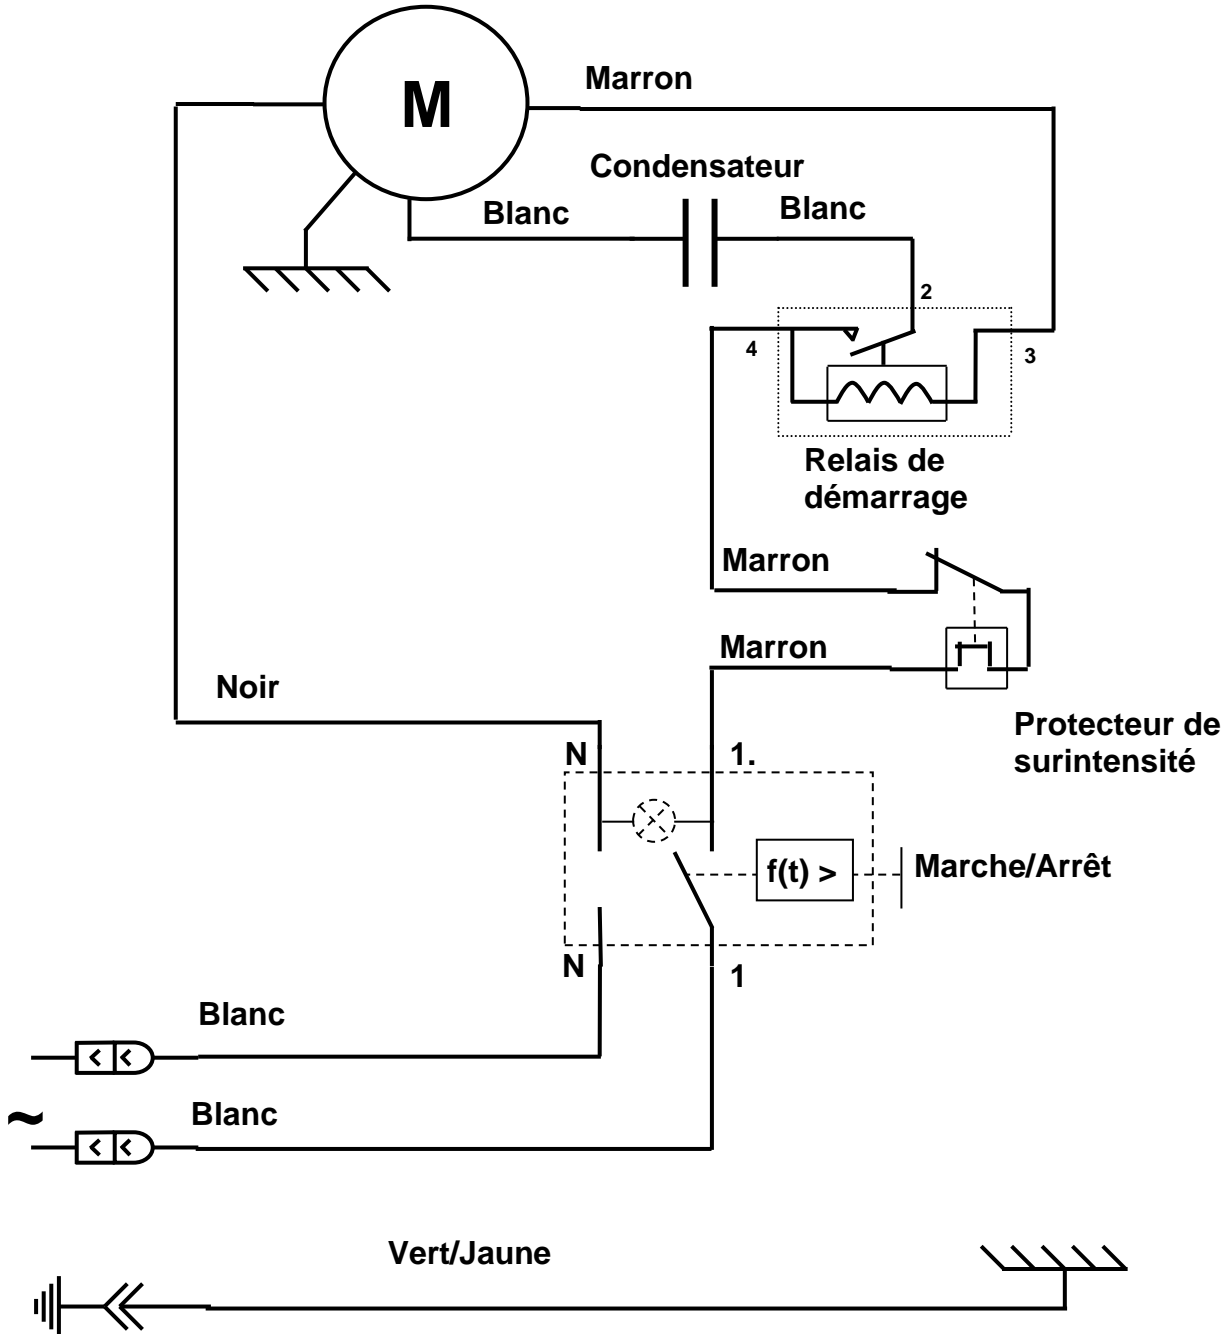 M
Marron
Condensateur
Blanc
Blanc
2
4
3
Relais de
démarrage
Marron
Marron
Noir
Protecteur de
surintensité
N
1.
f(t) >
Marche/Arrêt
N
1
Blanc
~
Blanc
Vert/Jaune